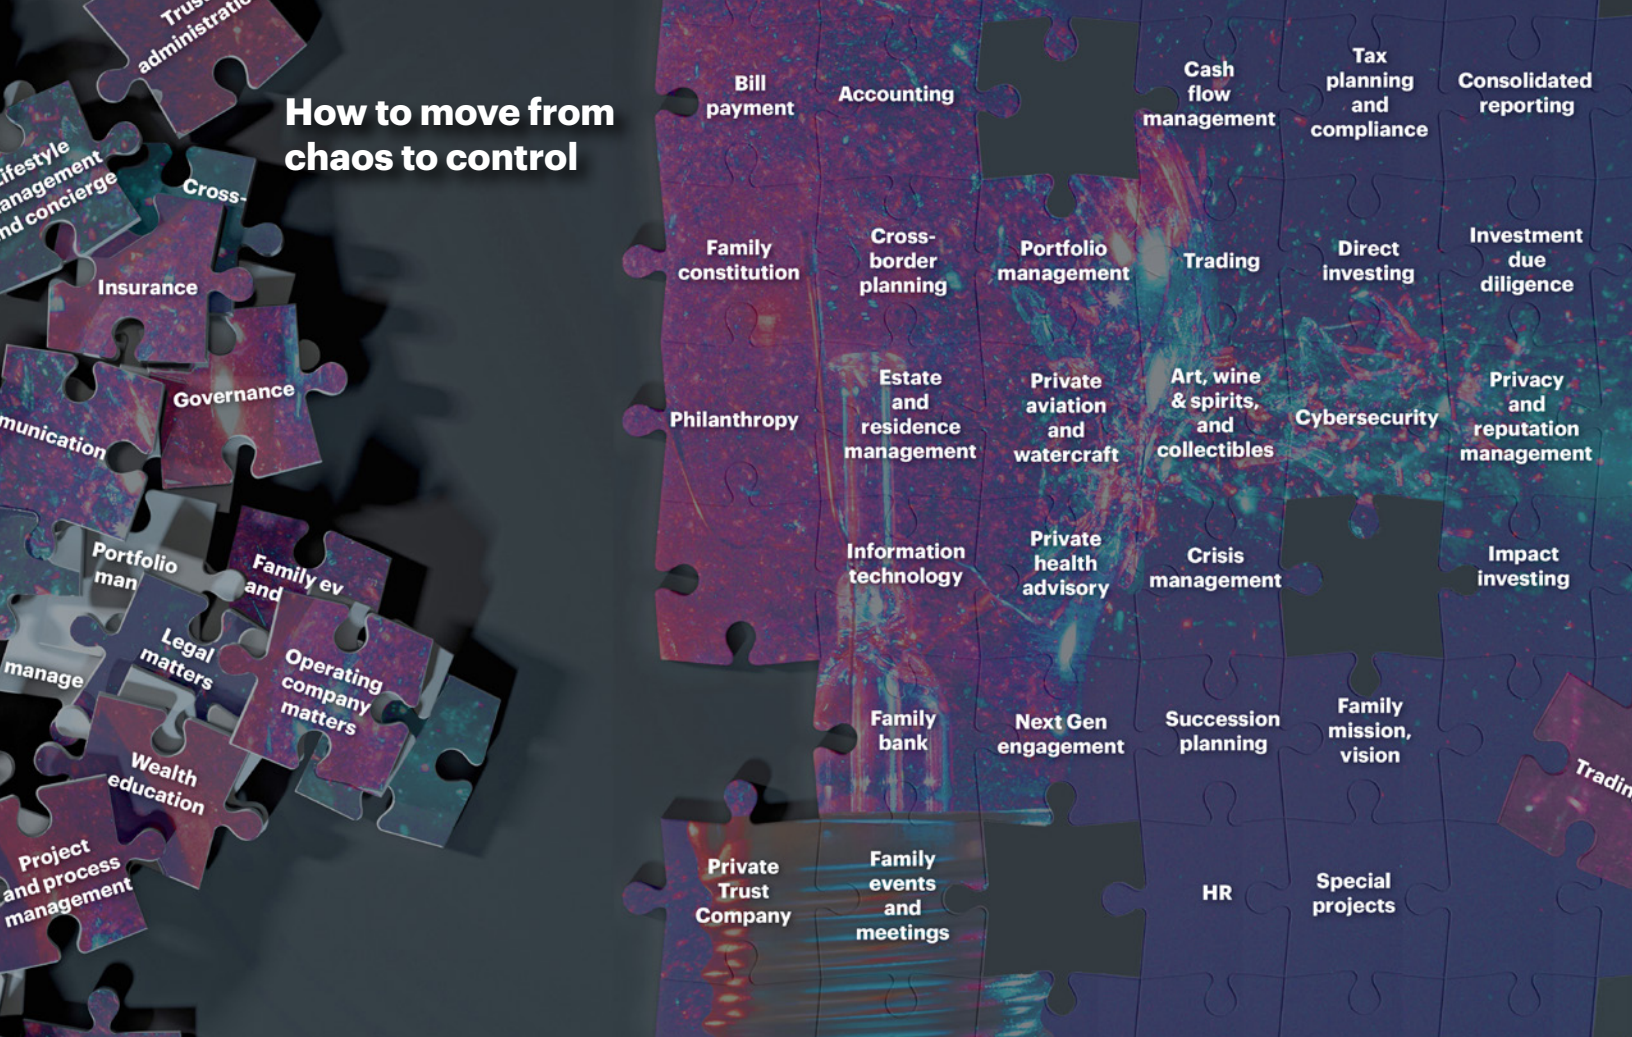 Trust
administratio
Lifestyle
management
and concierge
Cross-
Insurance
Governance
munication
Portfolio
man
Family ev
and
manage
Legal
matters
Operating
company
matters
Wealth
education
Project
and process
management
How to move from
chaos to control
Bill
payment
Accounting
Cash
flow
management
Tax
planning
and
compliance
Consolidated
reporting
Family
constitution
Cross-
border
planning
Portfolio
management
Trading
Direct
investing
Investment
due
diligence
Philanthropy
Estate
and
residence
management
Private
aviation
and
watercraft
Art, wine
& spirits,
and
collectibles
Cybersecurity
Privacy
and
reputation
management
Information
technology
Private
health
advisory
Crisis
management
Impact
investing
Family
bank
Next Gen
engagement
Succession
planning
Family
mission,
vision
Tradin
Private
Trust
Company
Family
events
and
meetings
HR
Special
projects